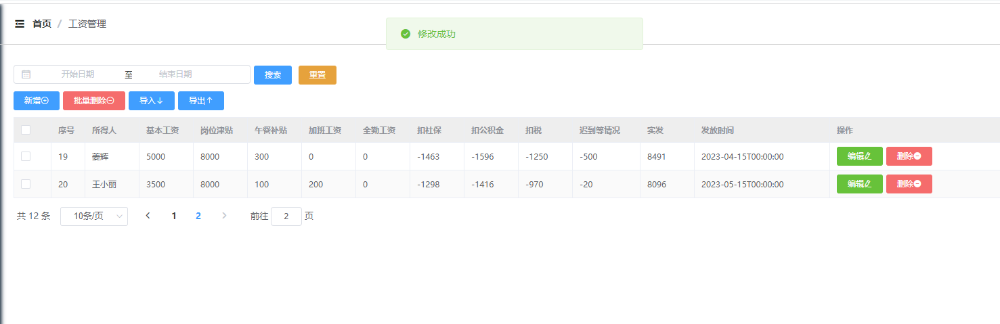 首页 / 工资管理
修改成功
开始日期 至 结束日期 搜索 重置
新增 批量删除 导入 导出
序号 所得人 基本工资 岗位津贴 午餐补贴 加班工资 全勤工资 扣社保 扣公积金 扣税 迟到等情况 实发 发放时间 操作
19 姜辉 5000 8000 300 0 0 -1463 -1596 -1250 -500 8491 2023-04-15T00:00:00 编辑 删除
20 王小丽 3500 8000 100 200 0 -1298 -1416 -970 -20 8096 2023-05-15T00:00:00 编辑 删除
共 12 条 10条/页 1 2 前往 2 页